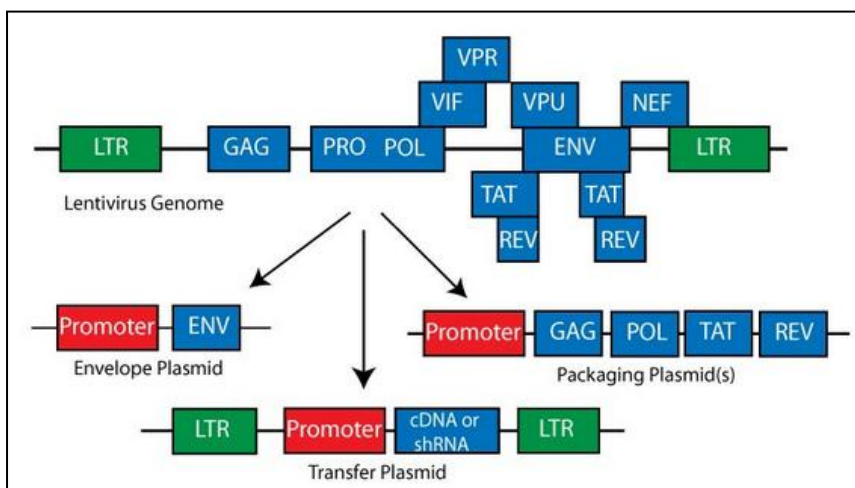 VPR
VIF VPU NEF
LTR GAG PRO POL ENV LTR
Lentivirus Genome
TAT TAT
REV REV
Promoter ENV
Envelope Plasmid
Promoter GAG POL TAT REV
Packaging Plasmid(s)
LTR Promoter cDNA or shRNA LTR
Transfer Plasmid